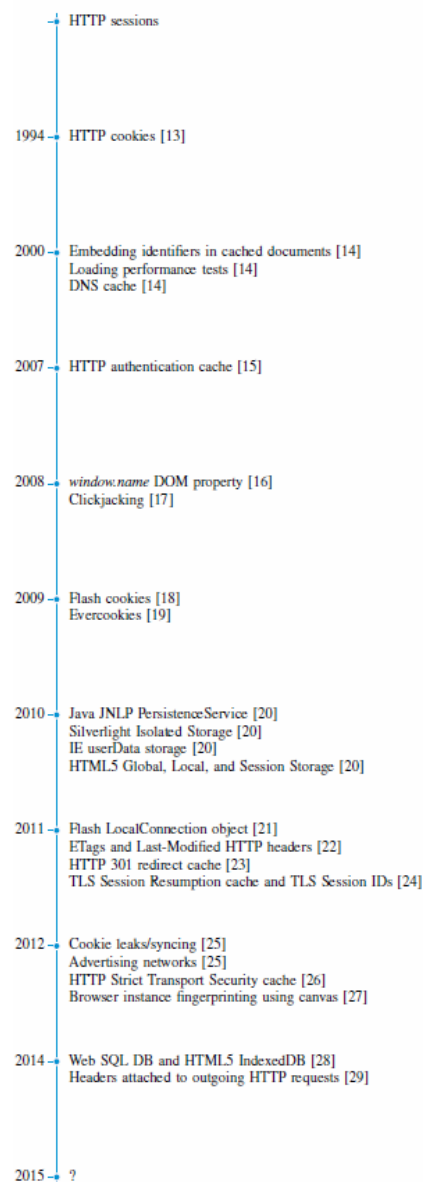 HTTP sessions
1994 HTTP cookies [13]
2000 Embedding identifiers in cached documents [14]
Loading performance tests [14]
DNS cache [14]
2007 HTTP authentication cache [15]
2008 window.name DOM property [16]
Clickjacking [17]
2009 Flash cookies [18]
Evercookies [19]
2010 Java JNLP PersistenceService [20]
Silverlight Isolated Storage [20]
IE userData storage [20]
HTML5 Global, Local, and Session Storage [20]
2011 Flash LocalConnection object [21]
ETags and Last-Modified HTTP headers [22]
HTTP 301 redirect cache [23]
TLS Session Resumption cache and TLS Session IDs [24]
2012 Cookie leaks/syncing [25]
Advertising networks [25]
HTTP Strict Transport Security cache [26]
Browser instance fingerprinting using canvas [27]
2014 Web SQL DB and HTML5 IndexedDB [28]
Headers attached to outgoing HTTP requests [29]
2015 ?